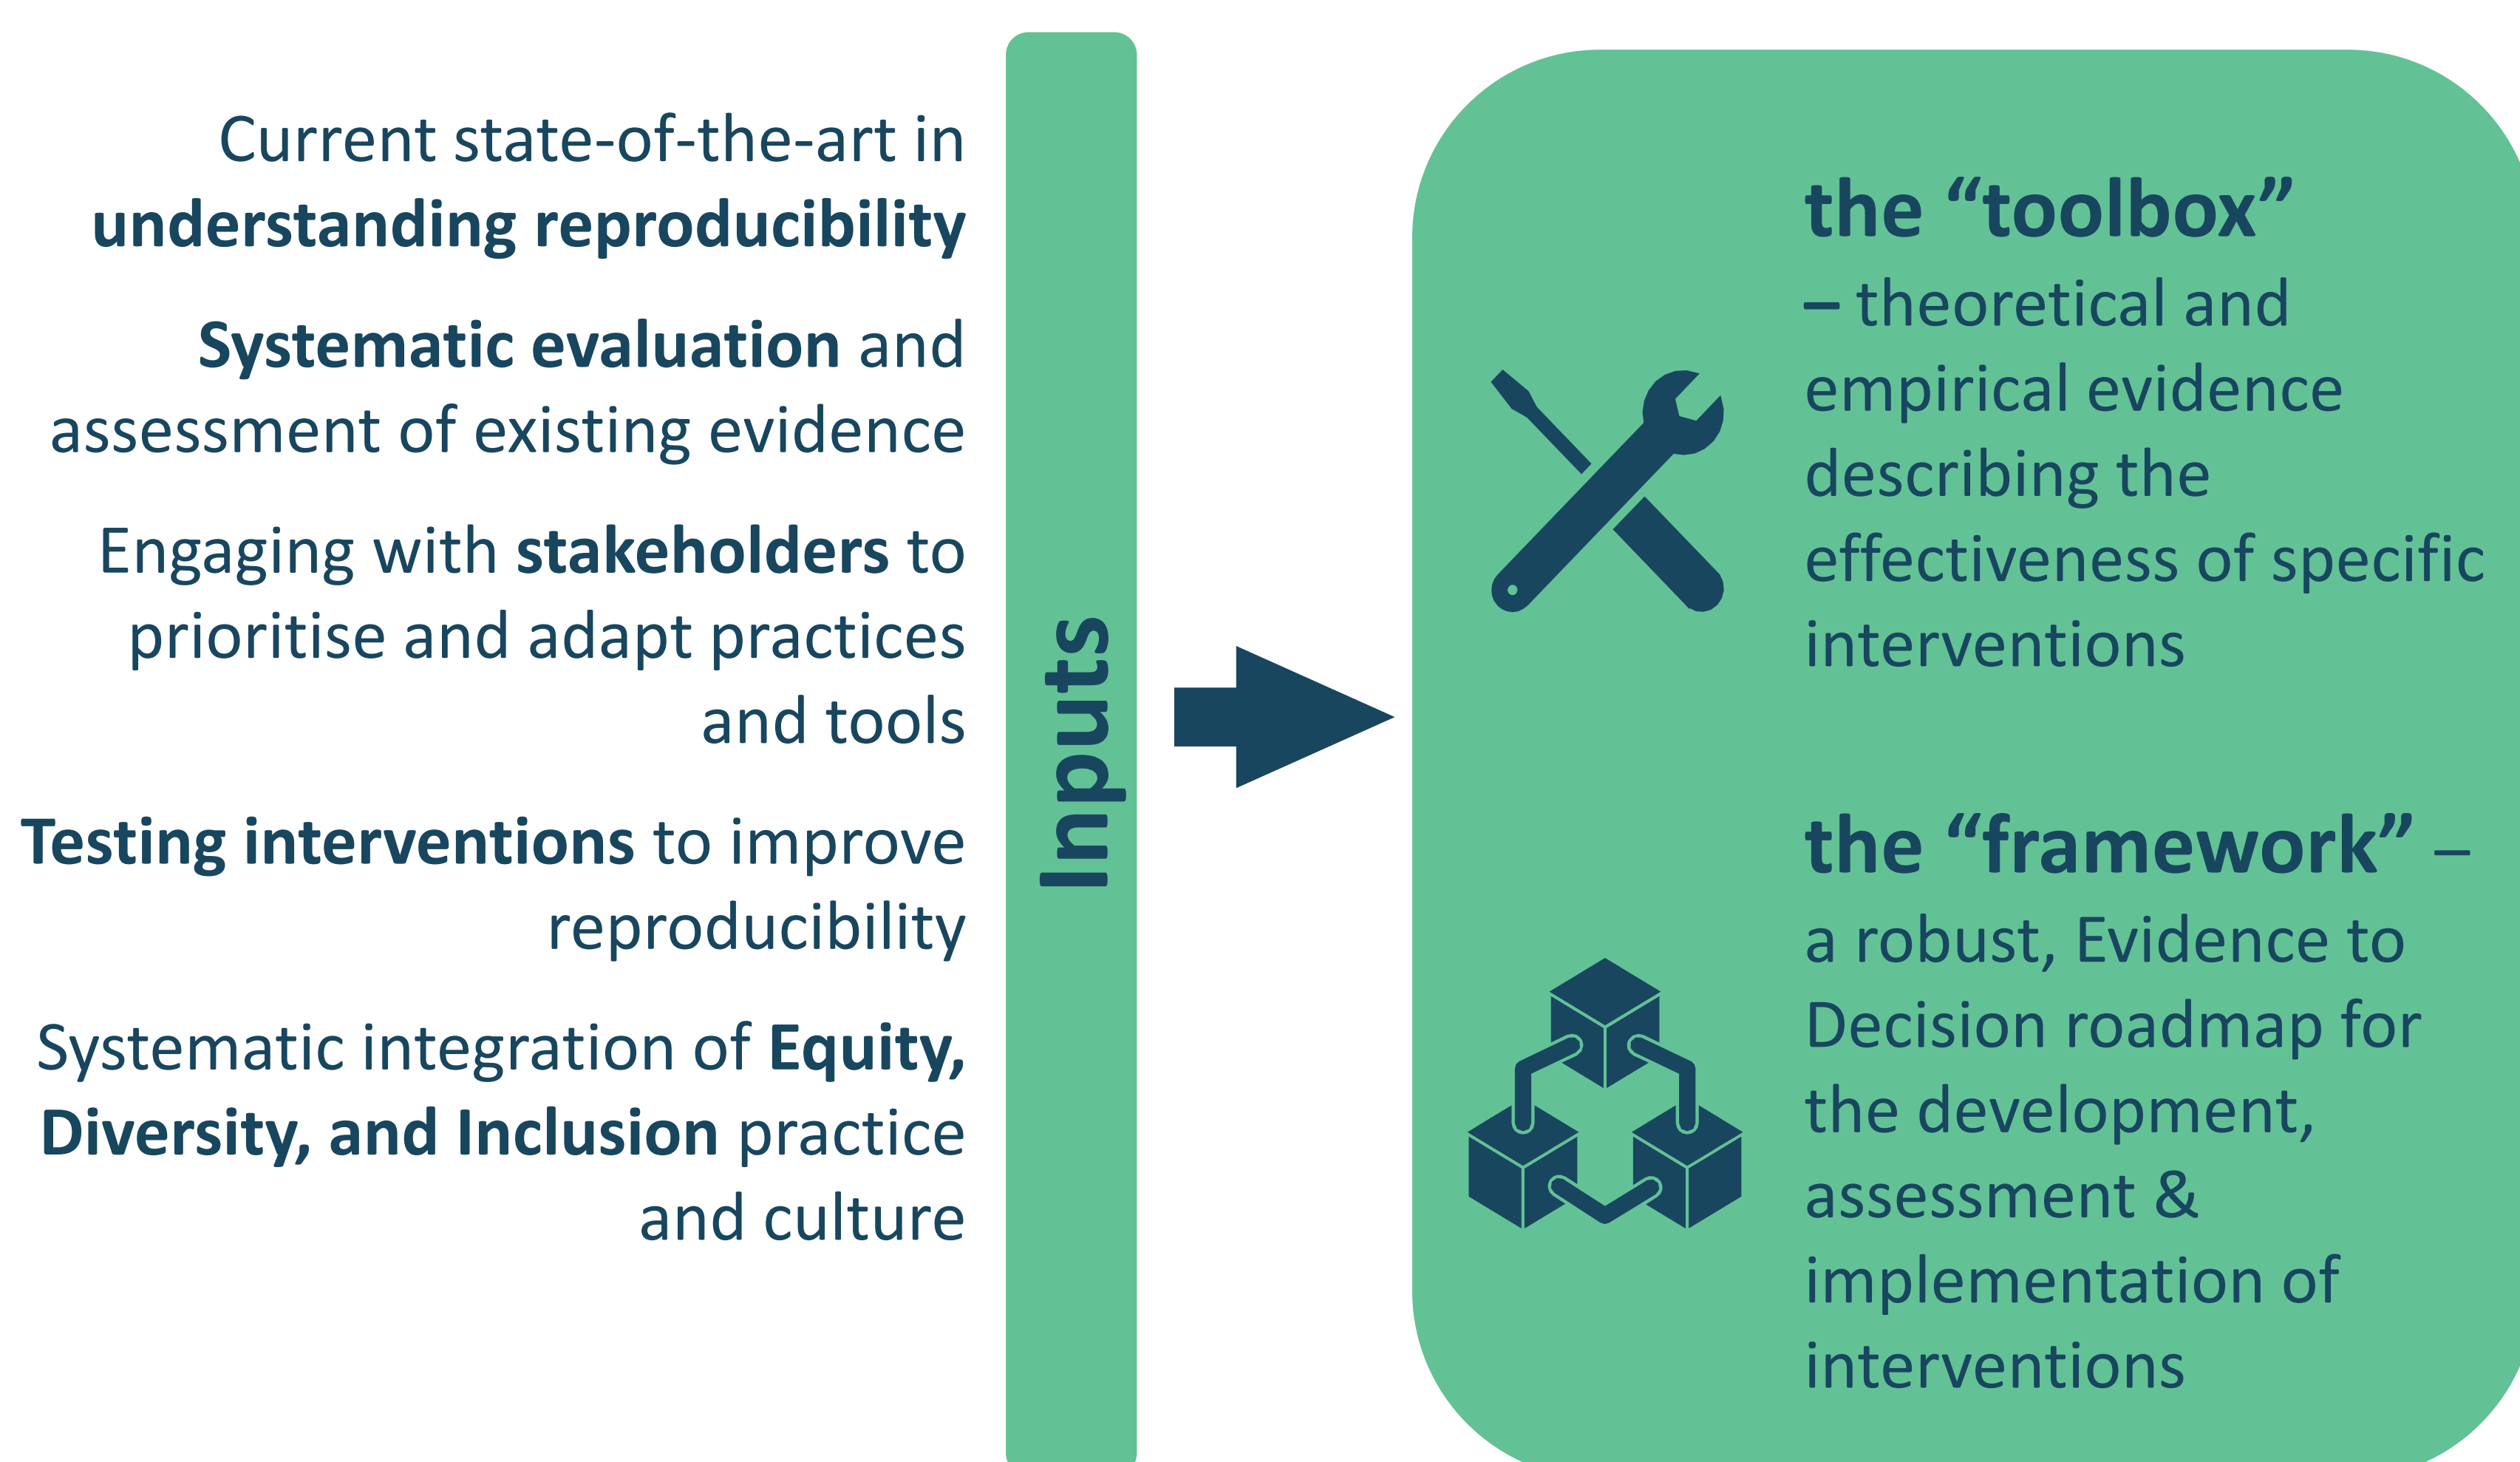 Current state-of-the-art in
understanding reproducibility
Systematic evaluation and
assessment of existing evidence
Engaging with stakeholders to
prioritise and adapt practices
and tools
Testing interventions to improve
reproducibility
Systematic integration of Equity,
Diversity, and Inclusion practice
and culture
Inputs
the “toolbox”
– theoretical and
empirical evidence
describing the
effectiveness of specific
interventions
the “framework” –
a robust, Evidence to
Decision roadmap for
the development,
assessment &
implementation of
interventions